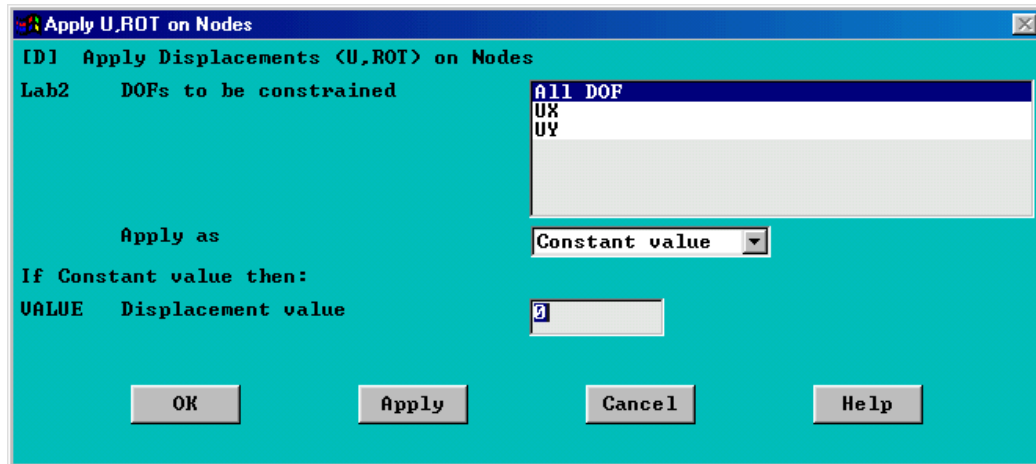 Apply U,ROT on Nodes
[D] Apply Displacements (U,ROT) on Nodes
Lab2 DOFs to be constrained
All DOF
UX
UY
Apply as Constant value
If Constant value then:
VALUE Displacement value 0
OK Apply Cancel Help